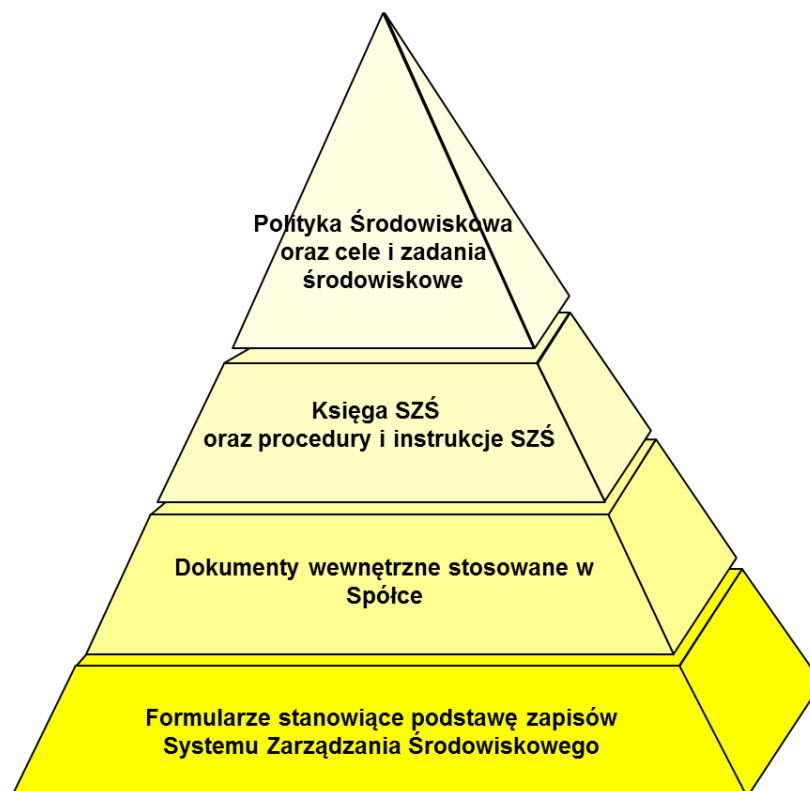 Polityka Środowiskowa
oraz cele i zadania
środowiskowe
Księga SZŚ
oraz procedury i instrukcje SZŚ
Dokumenty wewnętrzne stosowane w
Spółce
Formularze stanowiące podstawę zapisów
Systemu Zarządzania Środowiskowego